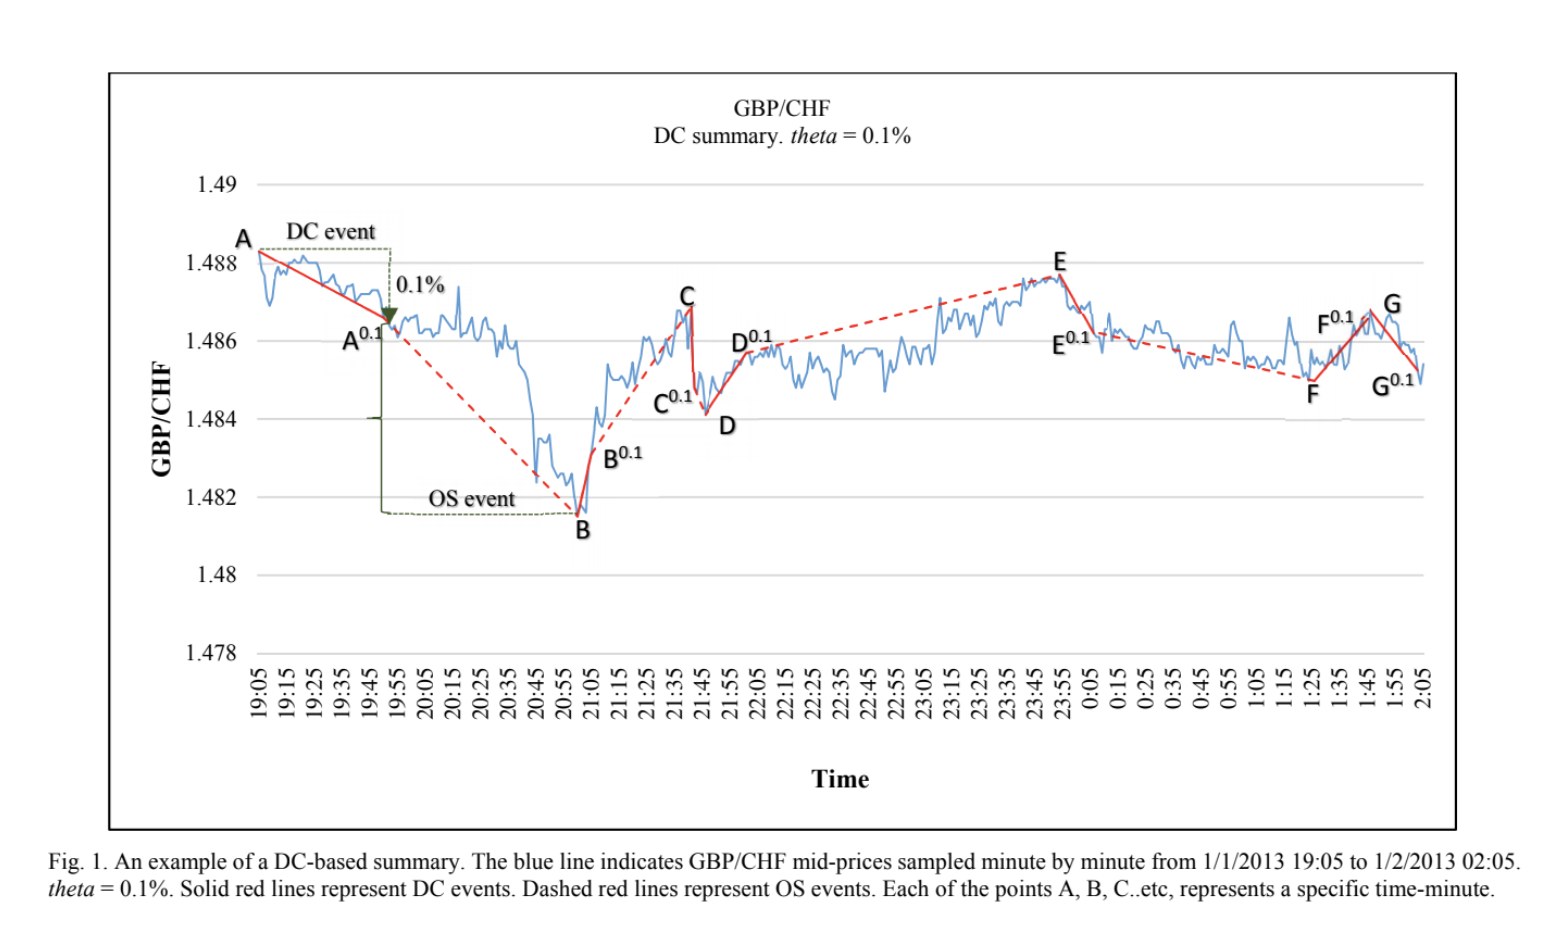 GBP/CHF
DC summary. theta = 0.1%
1.49
A
DC event
1.488
0.1%
E
C
G
F0.1
1.486
A0.1
D0.1
E0.1
C0.1
F
G0.1
1.484
D
B0.1
GBP/CHF
1.482
OS event
B
1.48
1.478
19:05
19:15
19:25
19:35
19:45
19:55
20:05
20:15
20:25
20:35
20:45
20:55
21:05
21:15
21:25
21:35
21:45
21:55
22:05
22:15
22:25
22:35
22:45
22:55
23:05
23:15
23:25
23:35
23:45
23:55
0:05
0:15
0:25
0:35
0:45
0:55
1:05
1:15
1:25
1:35
1:45
1:55
2:05
Time
Fig. 1. An example of a DC-based summary. The blue line indicates GBP/CHF mid-prices sampled minute by minute from 1/1/2013 19:05 to 1/2/2013 02:05.
theta = 0.1%. Solid red lines represent DC events. Dashed red lines represent OS events. Each of the points A, B, C..etc, represents a specific time-minute.